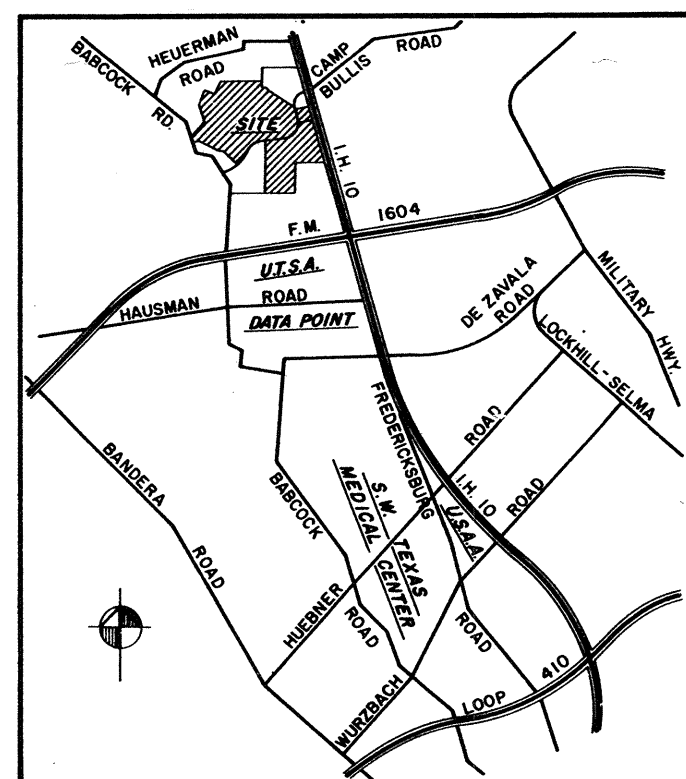 HEUERMAN
ROAD
BABCOCK
RD.
CAMP
BULLIS
ROAD
SITE
I.H. 10
F.M.
1604
U.T.S.A.
HAUSMAN
ROAD
DATA POINT
DE ZAVALA
ROAD
MILITARY
HWY.
LOCKHILL-SELMA
FREDERICKSBURG
ROAD
ROAD
I.H. 10
ROAD
U.S.A.A.
BANDERA
ROAD
BABCOCK
ROAD
S.W. TEXAS
MEDICAL CENTER
HUEBNER
WURZBACH
LOOP
410